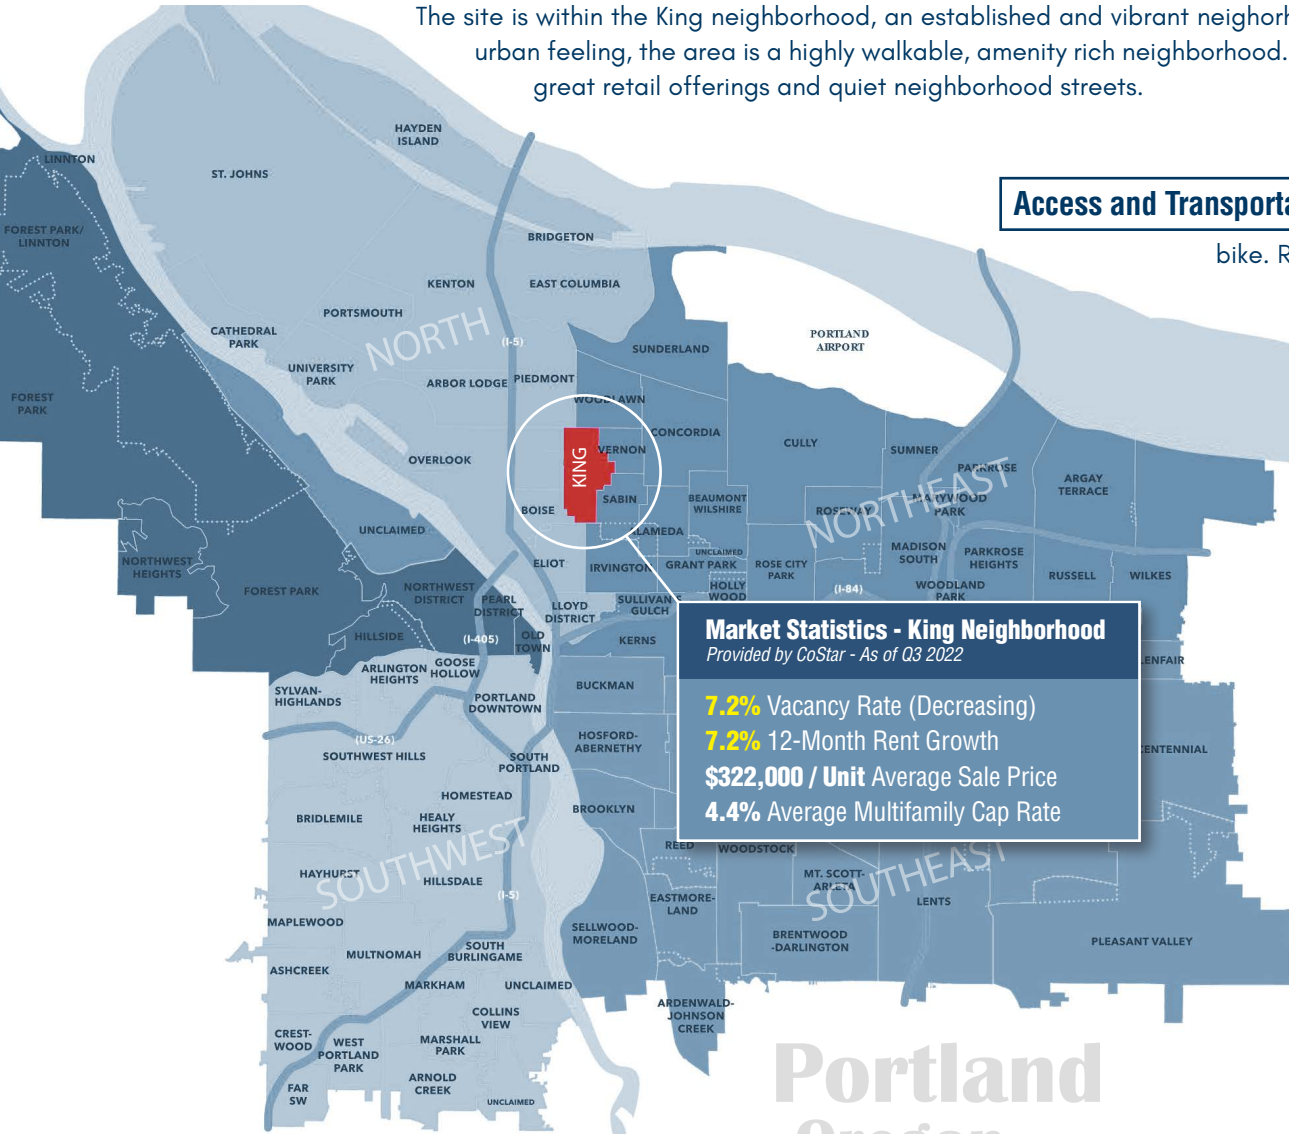 The site is within the King neighborhood, an established and vibrant
urban feeling, the area is a highly walkable, amenity rich neighborhood.
great retail offerings and quiet neighborhood streets.
Access and
bike. R
HAYDEN
ISLAND
LINNTON
ST. JOHNS
FOREST PARK/
LINNTON
BRIDGETON
KENTON
EAST COLUMBIA
PORTSMOUTH
CATHEDRAL
PARK
NORTH
(I-5)
PORTLAND
AIRPORT
SUNDERLAND
UNIVERSITY
PARK
ARBOR LODGE
PIEDMONT
FOREST
PARK
WOODLAWN
CONCORDIA
CULLY
SUMNER
VERNON
KING
OVERLOOK
PARKROSE
ARGAY
TERRACE
NORTHEAST
SABIN
BEAUMONT
WILSHIRE
MARYWOOD
PARK
BOISE
ROSEWAY
UNCLAIMED
ALAMEDA
UNCLAIMED
MADISON
SOUTH
PARKROSE
HEIGHTS
NORTHWEST
HEIGHTS
ELIOT
IRVINGTON
GRANT PARK
ROSE CITY
PARK
RUSSELL
WILKES
FOREST PARK
NORTHWEST
DISTRICT
PEARL
DISTRICT
HOLLY
WOOD
(I-84)
WOODLAND
PARK
LLOYD
DISTRICT
SULLIVAN'S
GULCH
HILLSIDE
(I-405)
OLD
TOWN
KERNS
Market Statistics - King Neighborhood
Provided by CoStar - As of Q3 2022
7.2% Vacancy Rate (Decreasing)
7.2% 12-Month Rent Growth
$322,000 / Unit Average Sale Price
4.4% Average Multifamily Cap Rate
LENFAIR
CENTENNIAL
ARLINGTON
HEIGHTS
GOOSE
HOLLOW
SYLVAN-
HIGHLANDS
PORTLAND
DOWNTOWN
BUCKMAN
(US-26)
SOUTHWEST HILLS
SOUTH
PORTLAND
HOSFORD-
ABERNETHY
HOMESTEAD
BROOKLYN
BRIDLEMILE
HEALY
HEIGHTS
SOUTHWEST
REED
WOODSTOCK
SOUTHEAST
HAYHURST
HILLSDALE
(I-5)
MT. SCOTT-
ARLETA
EASTMORE-
LAND
LENTS
MAPLEWOOD
SELLWOOD-
MORELAND
BRENTWOOD
-DARLINGTON
PLEASANT VALLEY
MULTNOMAH
SOUTH
BURLINGAME
ASHCREEK
MARKHAM
UNCLAIMED
ARDENWALD-
JOHNSON
CREEK
COLLINS
VIEW
CREST-
WOOD
WEST
PORTLAND
PARK
MARSHALL
PARK
FAR
SW
ARNOLD
CREEK
UNCLAIMED
Portland
Oregon